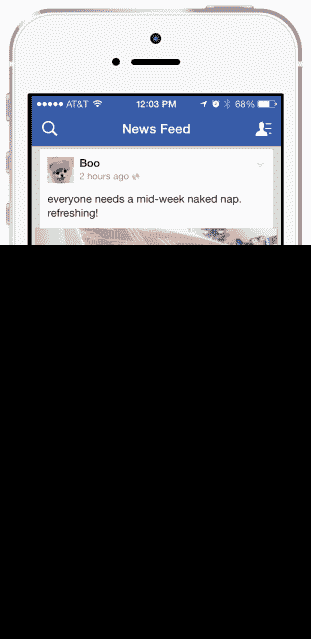 AT&T 12:03 PM 68%
News Feed
Boo
2 hours ago
everyone needs a mid-week naked nap.
refreshing!